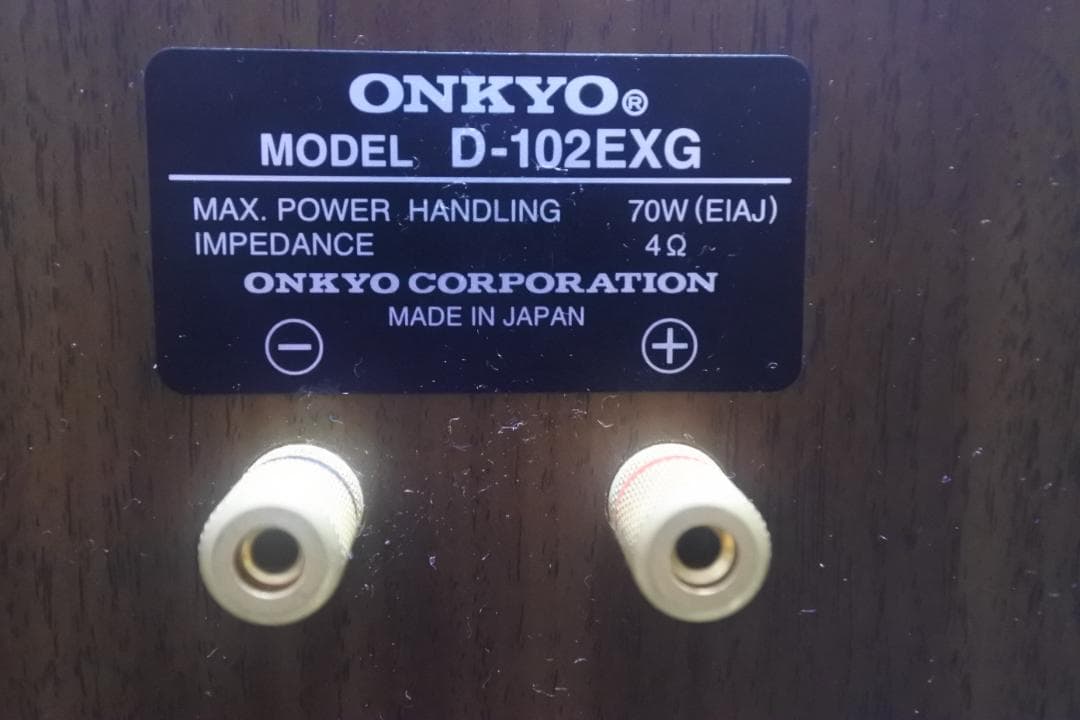 ONKYO®
MODEL D-102EXG
MAX. POWER HANDLING 70W (EIAJ)
IMPEDANCE 4Ω
ONKYO CORPORATION
MADE IN JAPAN
− +